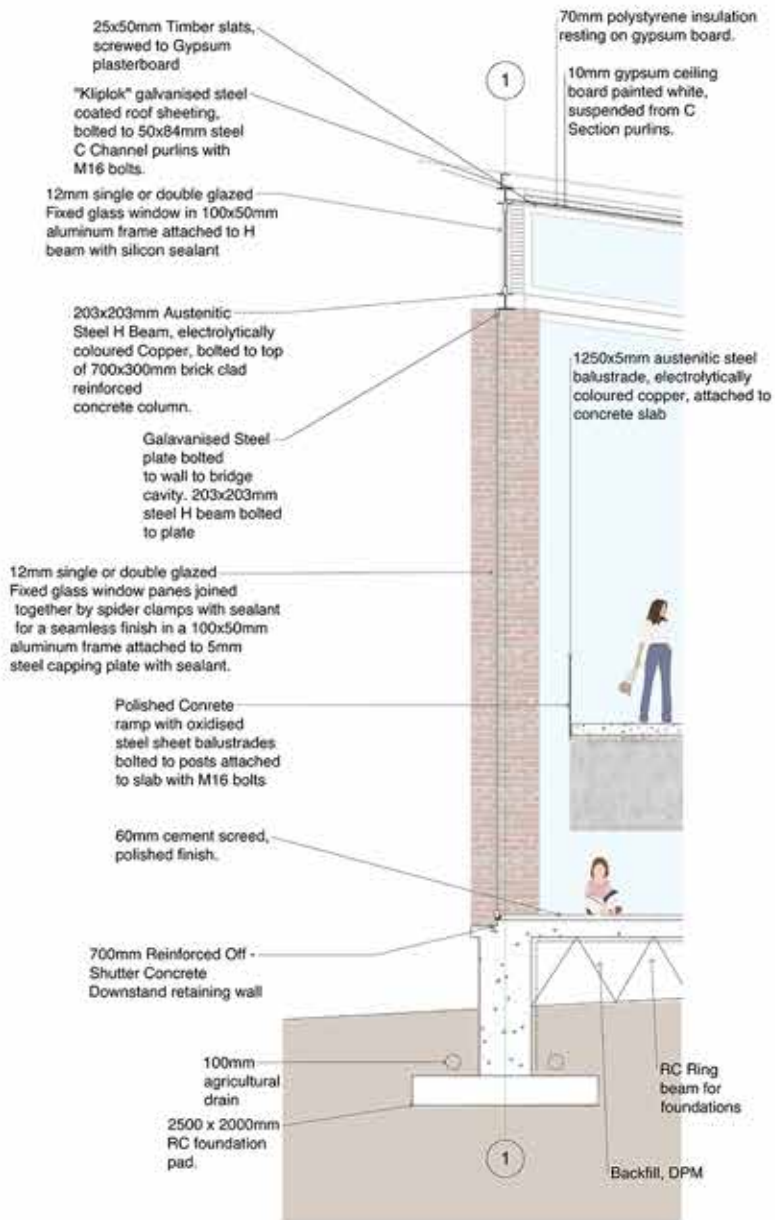 25x50mm Timber slats,
screwed to Gypsum
plasterboard
"Kliplok" galvanised steel
coated roof sheeting,
bolted to 50x84mm steel
C Channel purlins with
M16 bolts.
12mm single or double glazed
Fixed glass window in 100x50mm
aluminum frame attached to H
beam with silicon sealant
203x203mm Austenitic
Steel H Beam, electrolytically
coloured Copper, bolted to top
of 700x300mm brick clad
reinforced
concrete column.
Galavanised Steel
plate bolted
to wall to bridge
cavity. 203x203mm
steel H beam bolted
to plate
12mm single or double glazed
Fixed glass window panes joined
together by spider clamps with sealant
for a seamless finish in a 100x50mm
aluminum frame attached to 5mm
steel capping plate with sealant.
Polished Conrete
ramp with oxidised
steel sheet balustrades
bolted to posts attached
to slab with M16 bolts
60mm cement screed,
polished finish.
700mm Reinforced Off -
Shutter Concrete
Downstand retaining wall
100mm
agricultural
drain
2500 x 2000mm
RC foundation
pad.
1
70mm polystyrene insulation
resting on gypsum board.
10mm gypsum ceiling
board painted white,
suspended from C
Section purlins.
1250x5mm austenitic steel
balustrade, electrolytically
coloured copper, attached to
concrete slab
RC Ring
beam for
foundations
Backfill, DPM
1